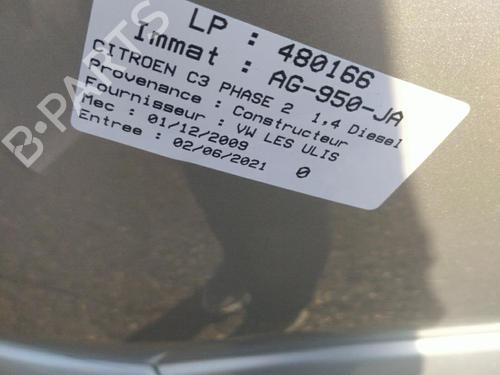 LP : 480166
Immat : AG-950-JA
CITROEN C3 PHASE 2 1,4 Diesel
Provenance : Constructeur
Fournisseur : VW LES ULIS
Mec : 01/12/2009
Entree : 02/06/2021 0
B-PARTS